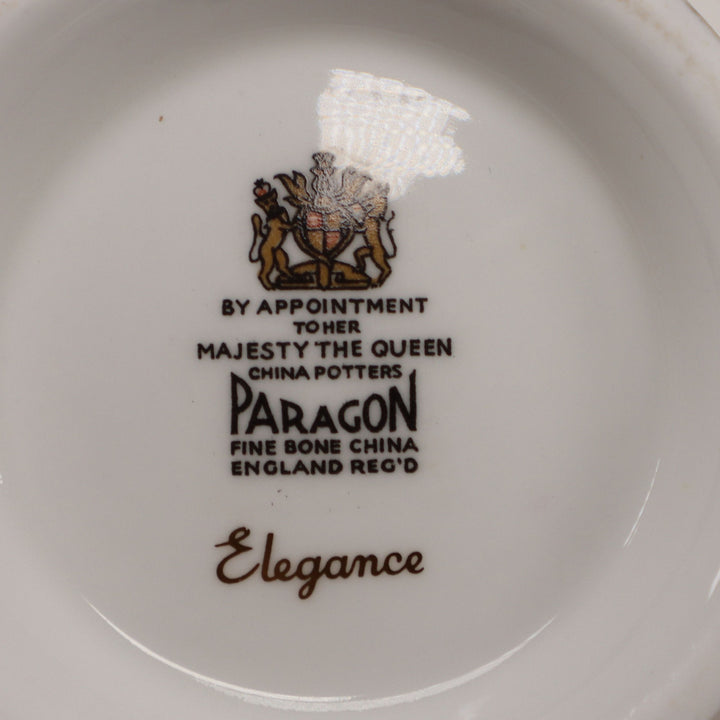 BY APPOINTMENT
TO HER
MAJESTY THE QUEEN
CHINA POTTERS
PARAGON
FINE BONE CHINA
ENGLAND REG'D
Elegance